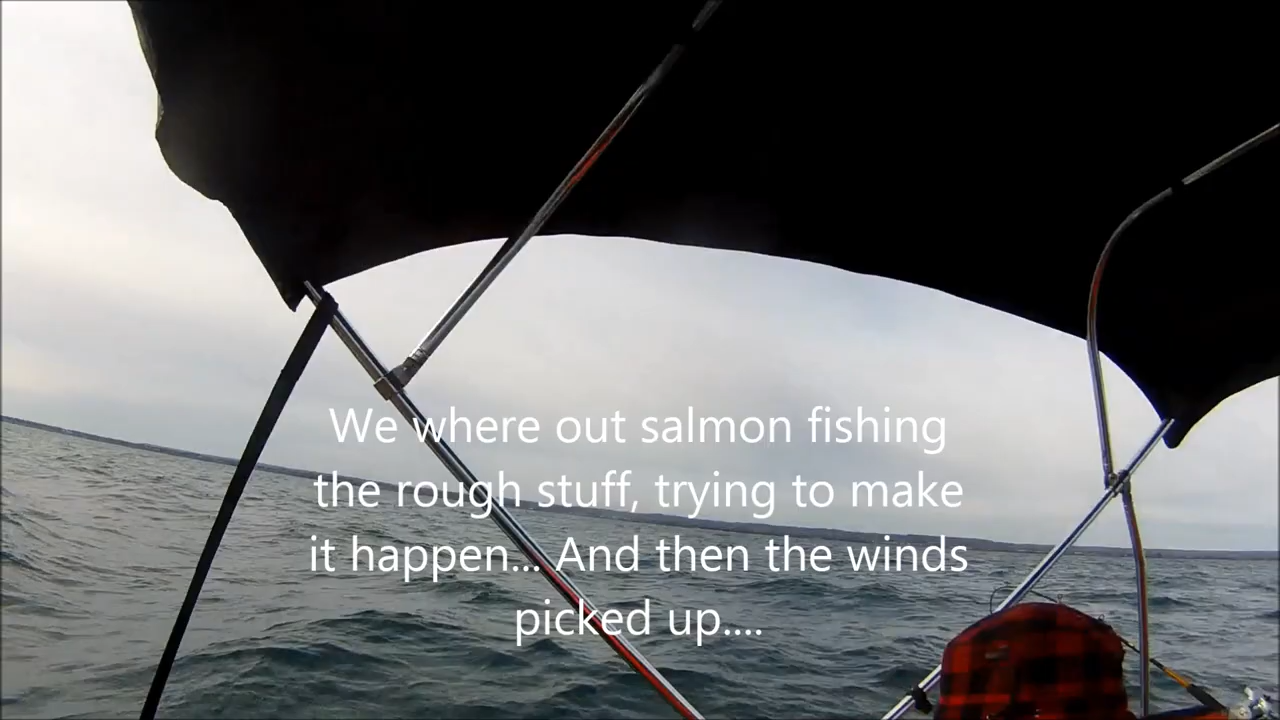 We where out salmon fishing
the rough stuff, trying to make
it happen... And then the winds
picked up....